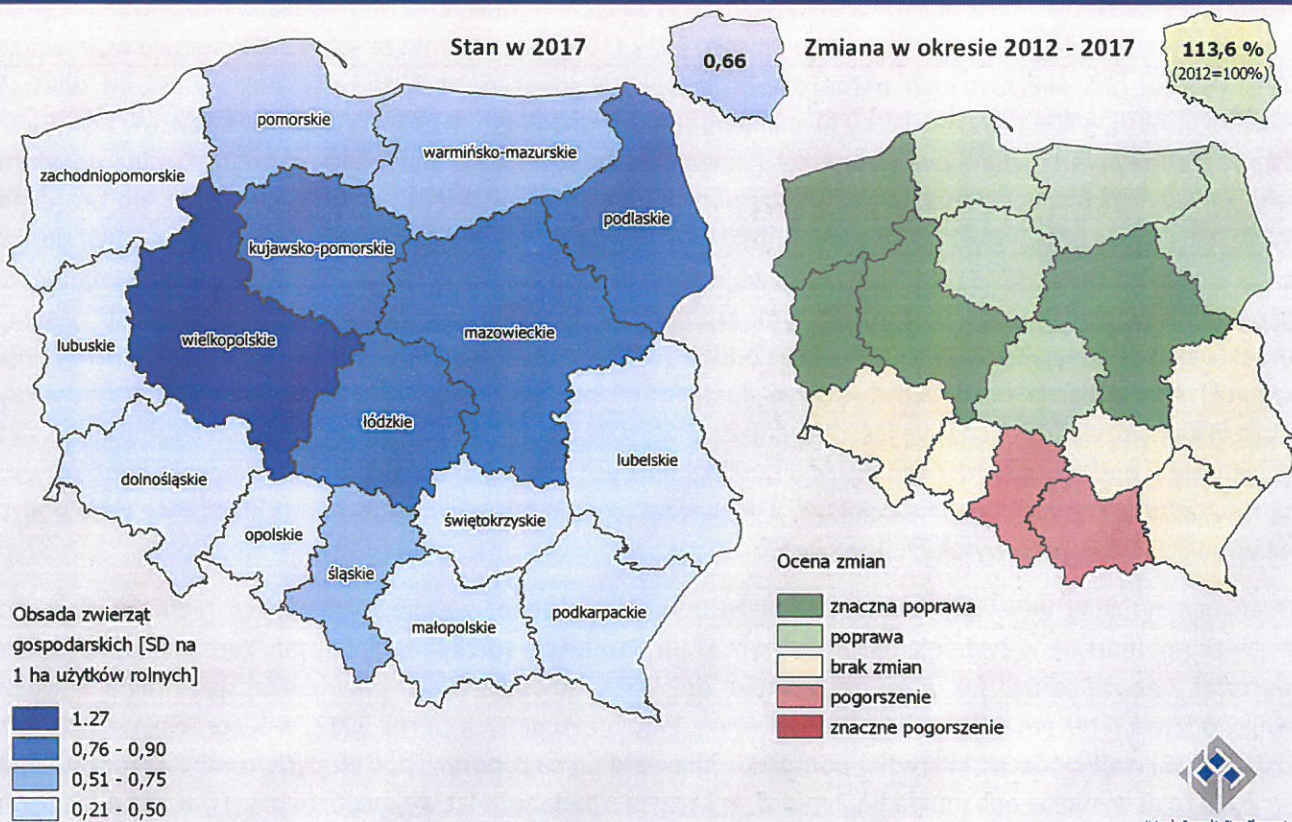 Stan w 2017
0,66
Zmiana w okresie 2012 - 2017
113,6 %
(2012=100%)
pomorskie
warmińsko-mazurskie
zachodniopomorskie
podlaskie
kujawsko-pomorskie
mazowieckie
wielkopolskie
lubuskie
łódzkie
lubelskie
dolnośląskie
świętokrzyskie
opolskie
śląskie
podkarpackie
małopolskie
Obsada zwierząt
gospodarskich [SD na
1 ha użytków rolnych]
1.27
0,76 - 0,90
0,51 - 0,75
0,21 - 0,50
Ocena zmian
znaczna poprawa
poprawa
brak zmian
pogorszenie
znaczne pogorszenie